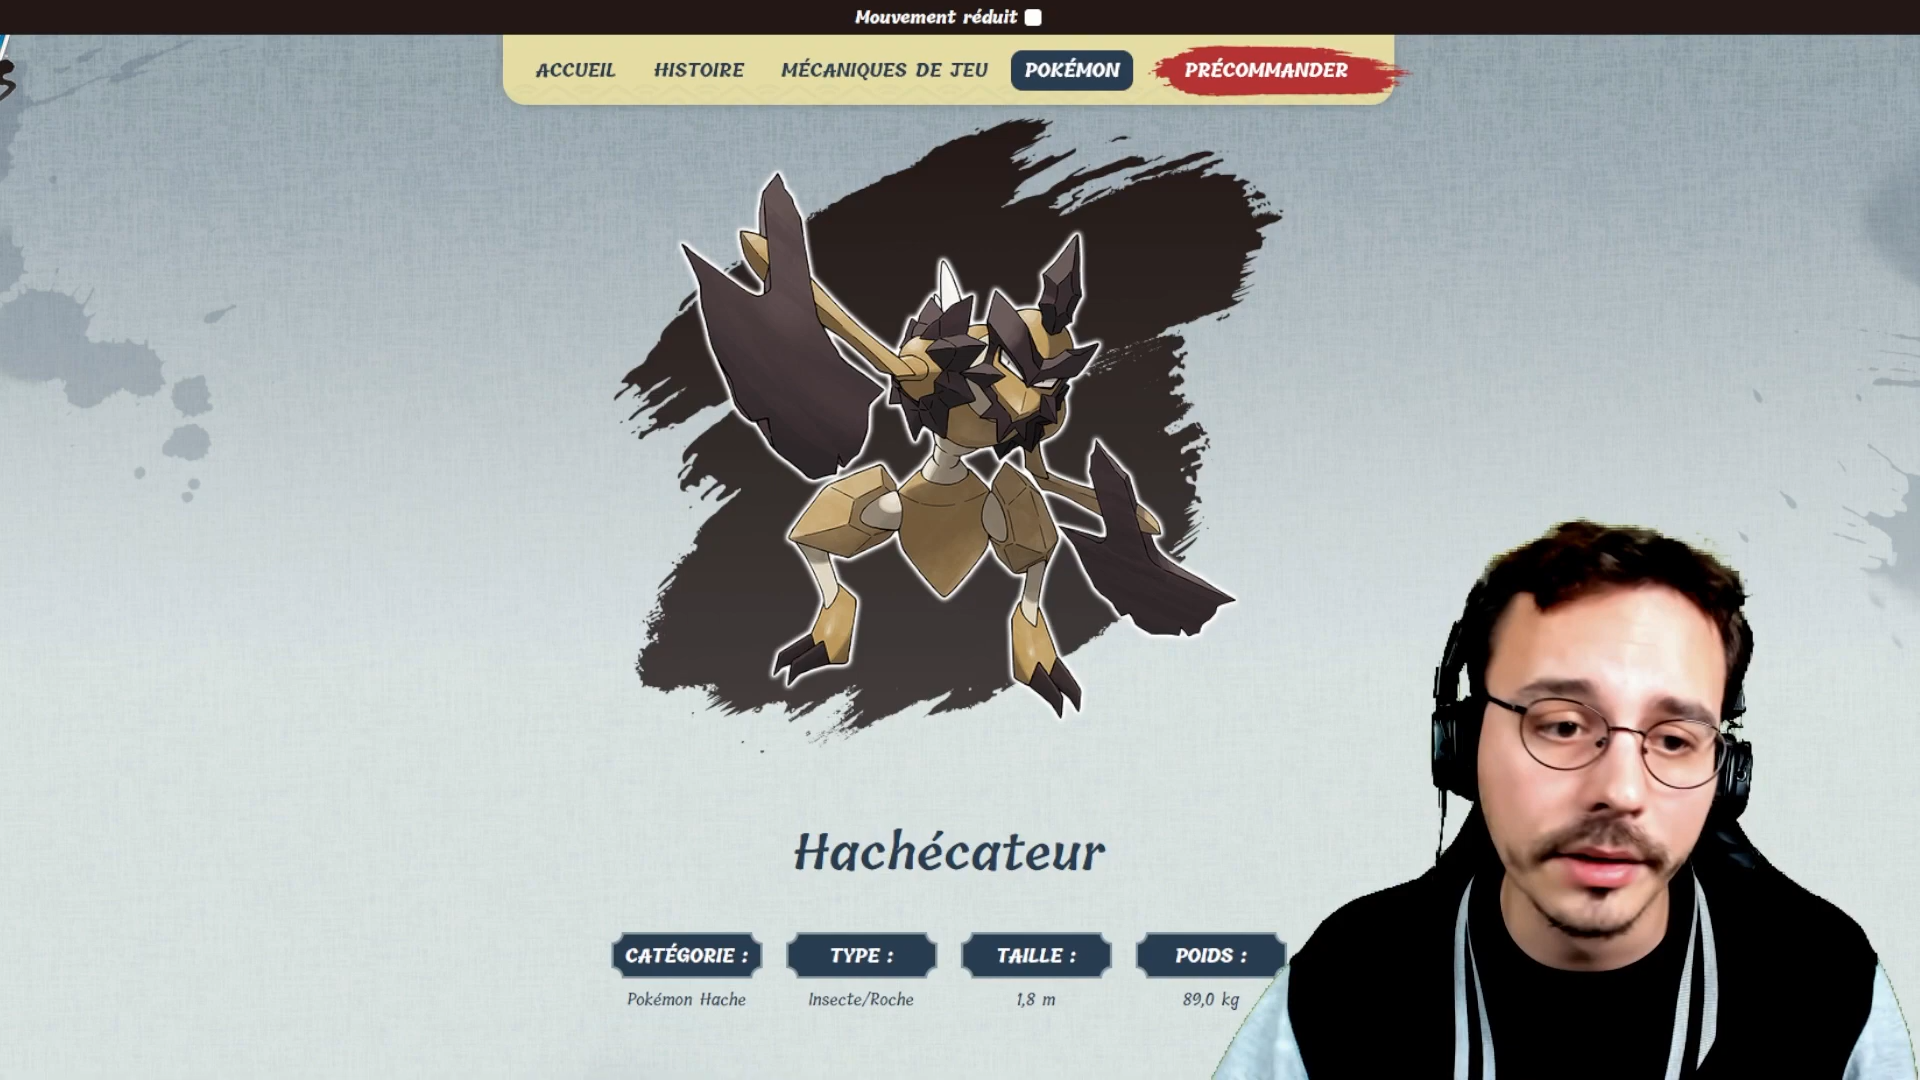 Mouvement réduit
ACCUEIL HISTOIRE MÉCANIQUES DE JEU POKÉMON PRÉCOMMANDER
Hachécateur
CATÉGORIE : TYPE : TAILLE : POIDS :
Pokémon Hache Insecte/Roche 1,8 m 89,0 kg